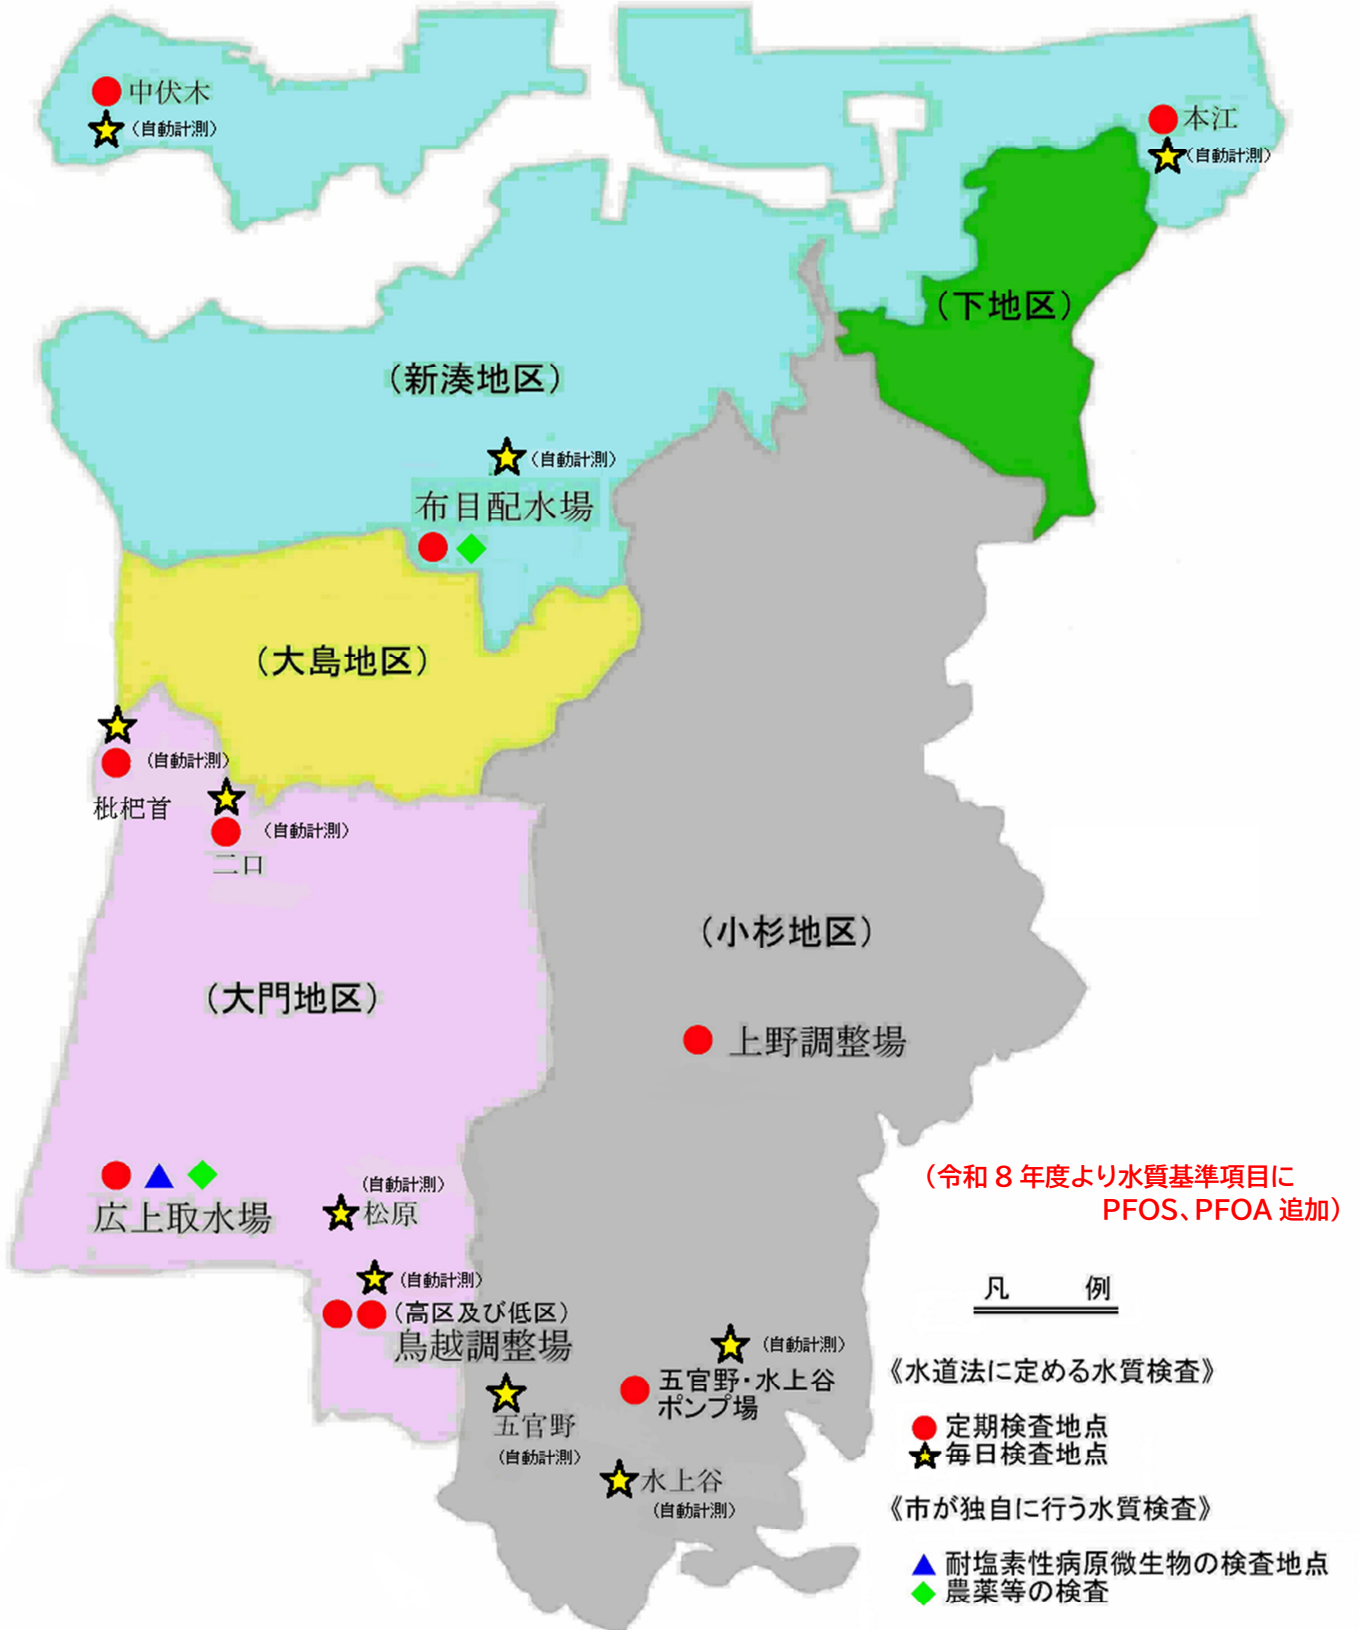 中伏木
（自動計測）
本江
（自動計測）
（下地区）
（新湊地区）
（自動計測）
布目配水場
（大島地区）
（自動計測）
枇杷首
（自動計測）
二口
（小杉地区）
（大門地区）
上野調整場
広上取水場
（自動計測）
松原
（自動計測）
（高区及び低区）
鳥越調整場
（自動計測）
五官野・水上谷
ポンプ場
五官野
（自動計測）
水上谷
（自動計測）
（令和８年度より水質基準項目に
PFOS、PFOA 追加）
凡　例
《水道法に定める水質検査》
定期検査地点
毎日検査地点
《市が独自に行う水質検査》
耐塩素性病原微生物の検査地点
農薬等の検査